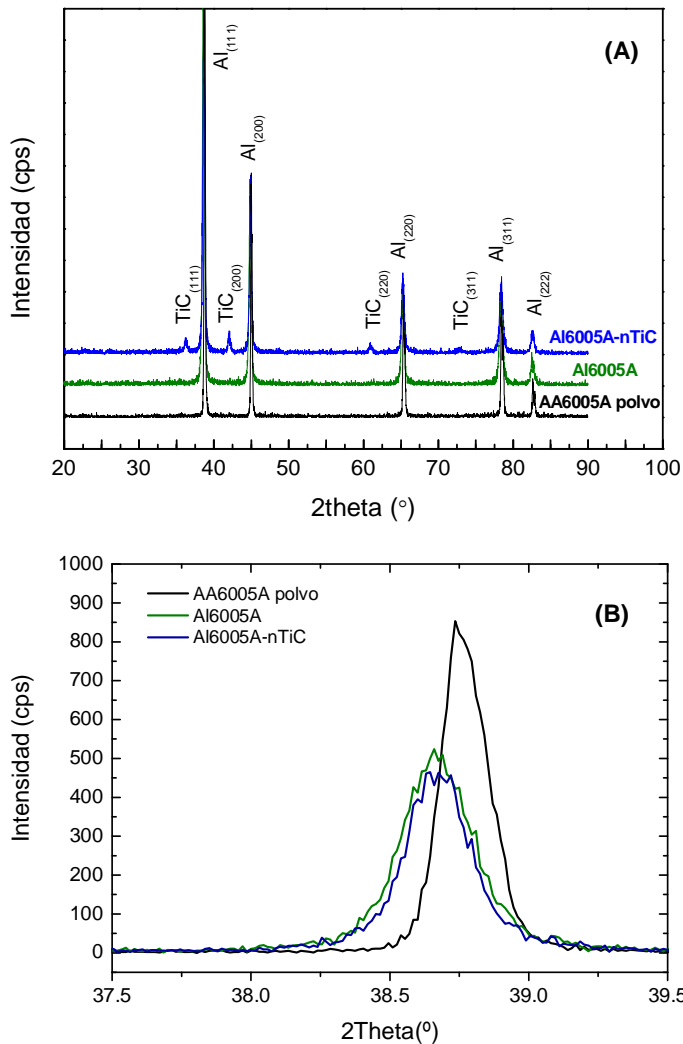 (A)
Intensidad (cps)
Al(111)
Al(200)
TiC(111)
TiC(200)
TiC(220)
Al(220)
TiC(311)
Al(311)
Al(222)
Al6005A-nTiC
Al6005A
AA6005A polvo
20 30 40 50 60 70 80 90 100
2theta (°)
(B)
Intensidad (cps)
1000
900
800
700
600
500
400
300
200
100
0
AA6005A polvo
Al6005A
Al6005A-nTiC
37.5 38.0 38.5 39.0 39.5
2Theta(º)